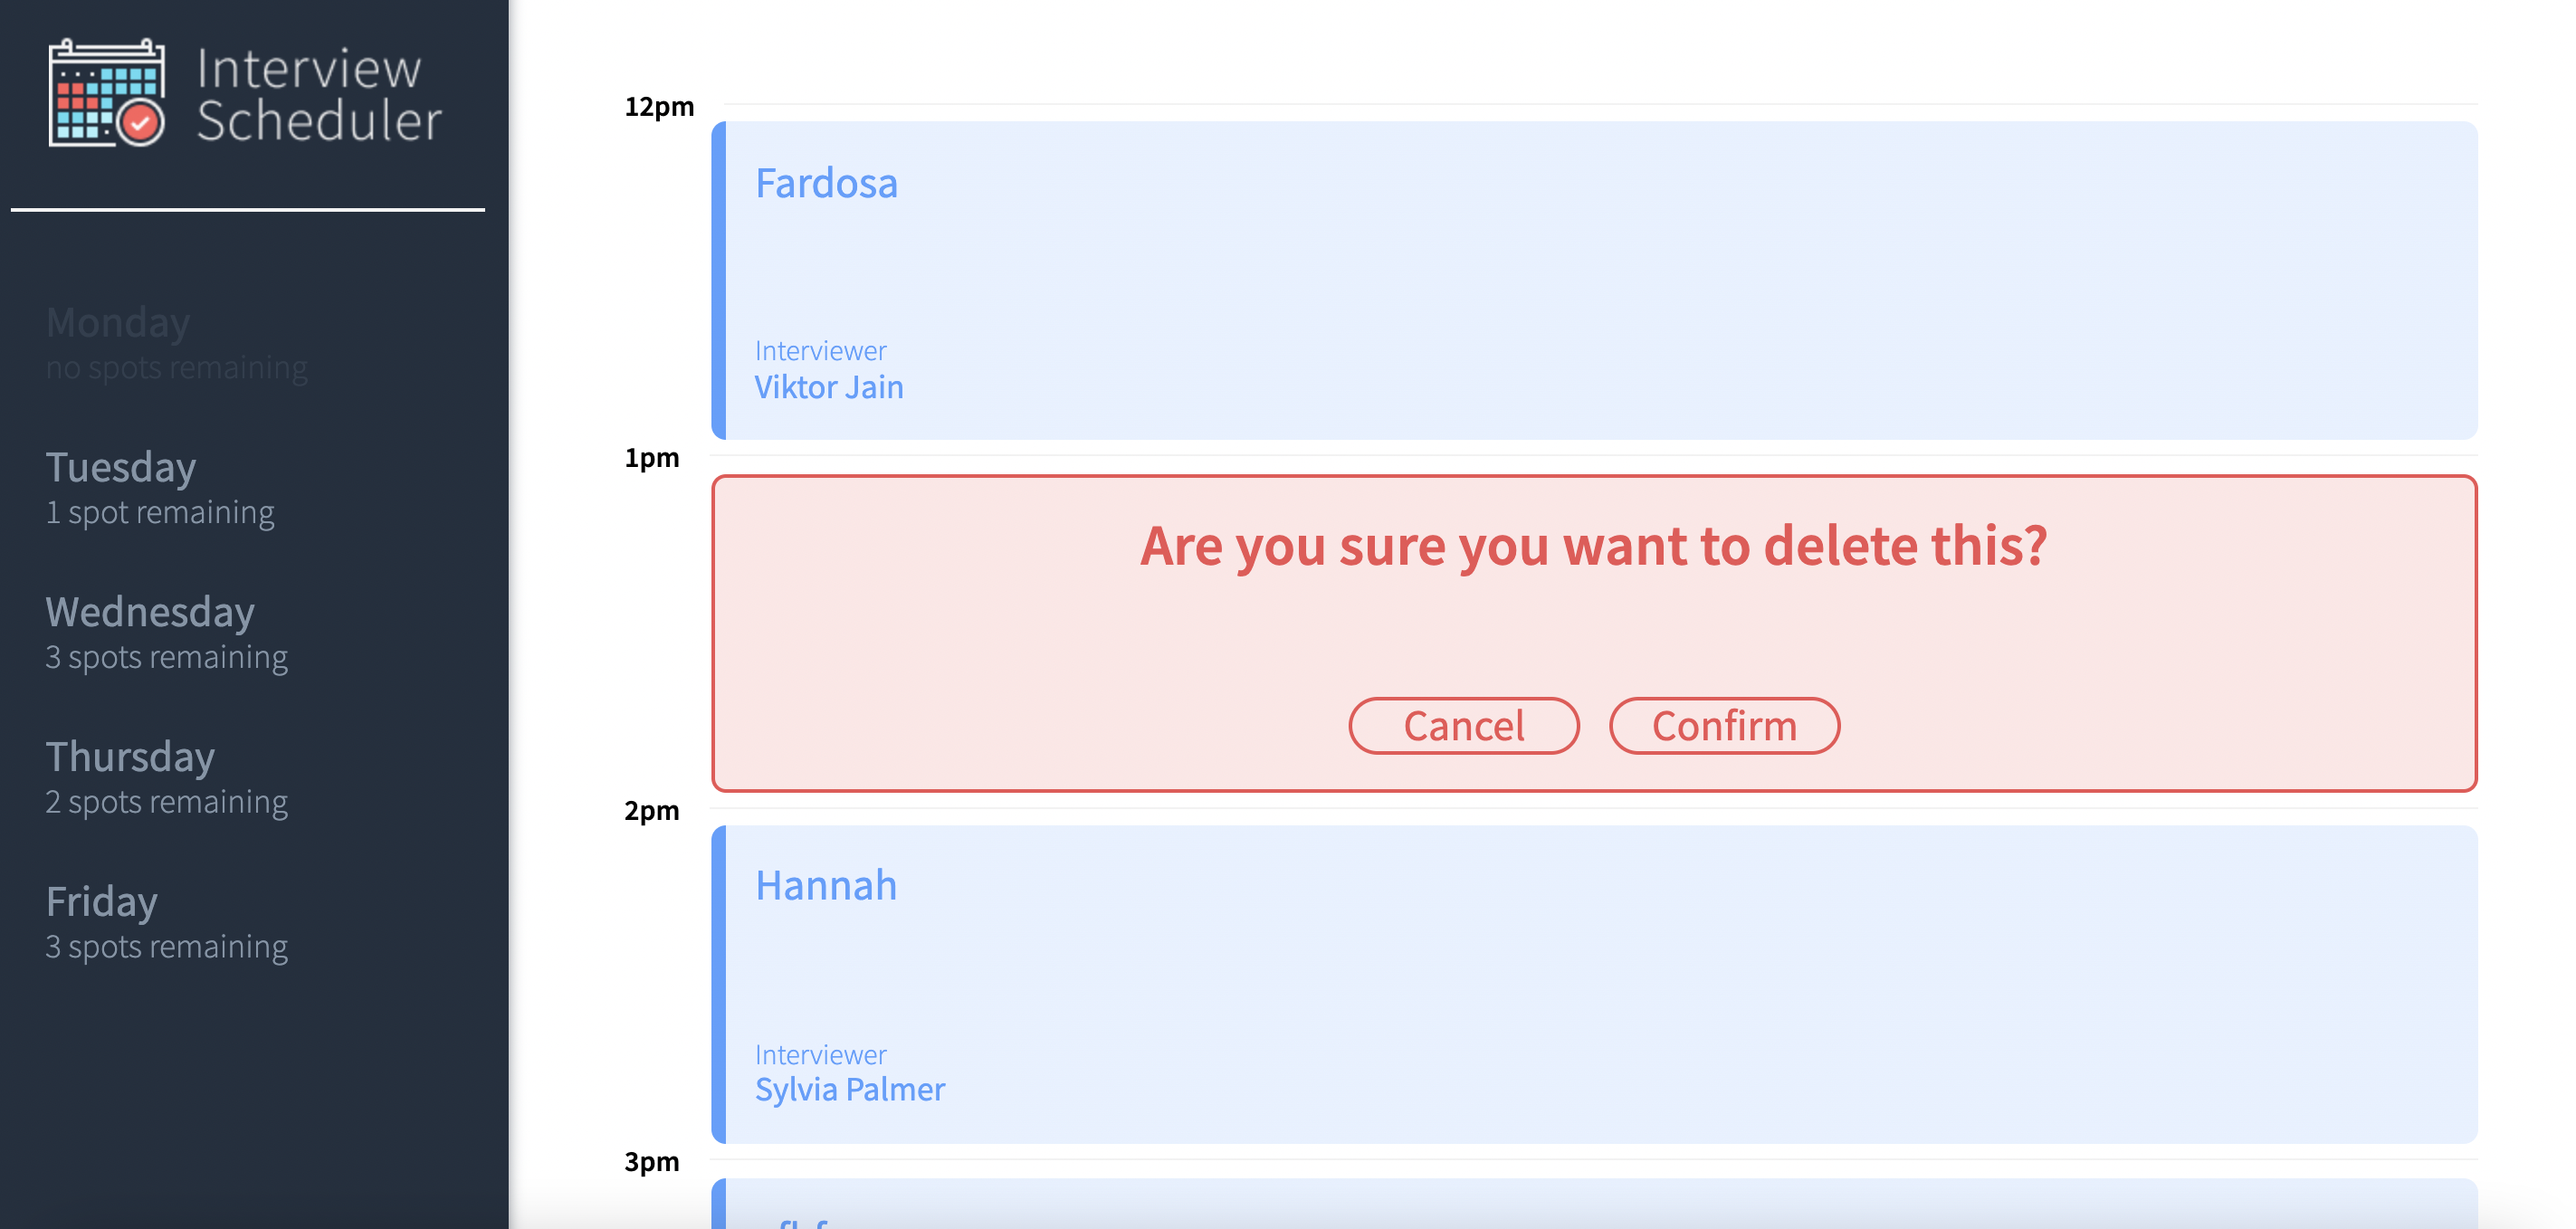 Interview
Scheduler
Monday
no spots remaining
Tuesday
1 spot remaining
Wednesday
3 spots remaining
Thursday
2 spots remaining
Friday
3 spots remaining
12pm
Fardosa
Interviewer
Viktor Jain
1pm
Are you sure you want to delete this?
Cancel Confirm
2pm
Hannah
Interviewer
Sylvia Palmer
3pm